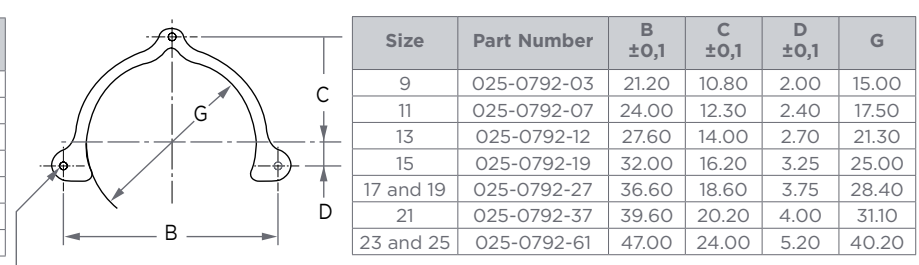 C
G
D
B
Size Part Number B ±0,1 C ±0,1 D ±0,1 G
9 025-0792-03 21.20 10.80 2.00 15.00
11 025-0792-07 24.00 12.30 2.40 17.50
13 025-0792-12 27.60 14.00 2.70 21.30
15 025-0792-19 32.00 16.20 3.25 25.00
17 and 19 025-0792-27 36.60 18.60 3.75 28.40
21 025-0792-37 39.60 20.20 4.00 31.10
23 and 25 025-0792-61 47.00 24.00 5.20 40.20